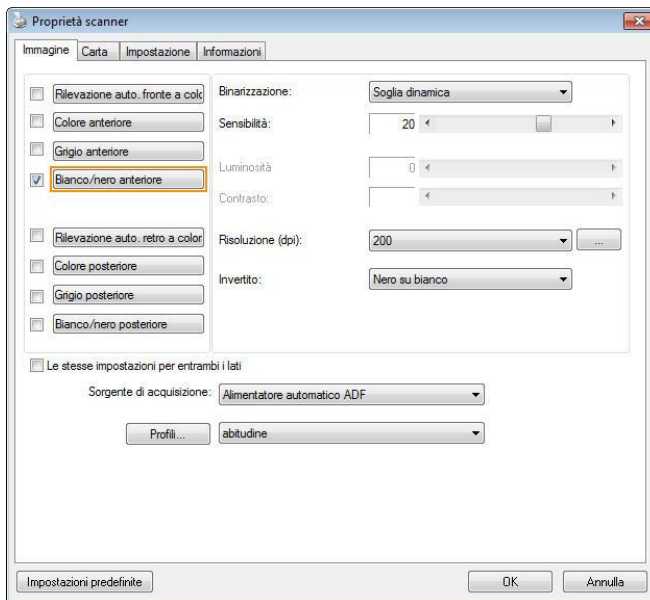 Proprietà scanner
Immagine Carta Impostazione Informazioni
Rilevazione auto. fronte a colo
Colore anteriore
Grigio anteriore
Bianco/nero anteriore
Rilevazione auto. retro a color
Colore posteriore
Grigio posteriore
Bianco/nero posteriore
Binarizzazione: Soglia dinamica
Sensibilità: 20
Luminosità 0
Contrasto:
Risoluzione (dpi): 200 ...
Invertito: Nero su bianco
Le stesse impostazioni per entrambi i lati
Sorgente di acquisizione: Alimentatore automatico ADF
Profili... abitudine
Impostazioni predefinite OK Annulla